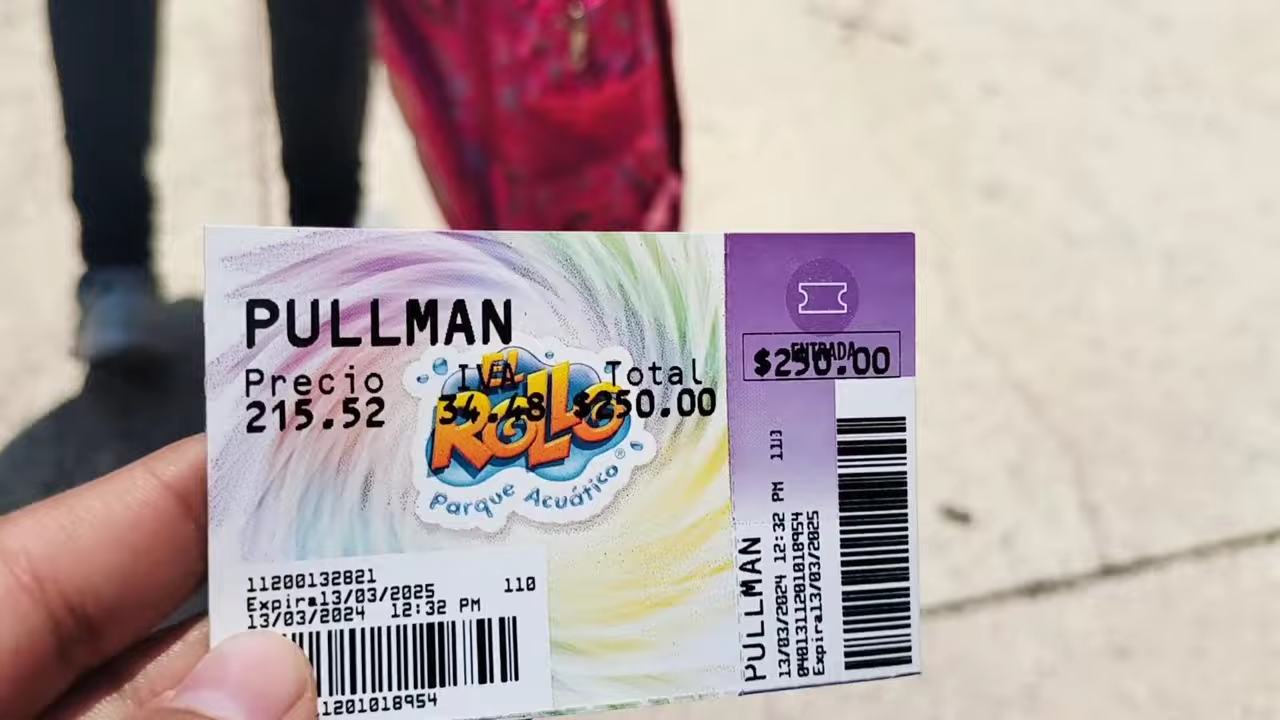 PULLMAN
Precio IVA Total
215.52 34.48 $250.00
EL
ROLLO
Parque Acuático®
11200132821
Expira13/03/2025 110
13/03/2024 12:32 PM
1201018954
ENTRADA
$250.00
PULLMAN
13/03/2024 12:32 PM 110
0401311201018954
Expira13/03/2025